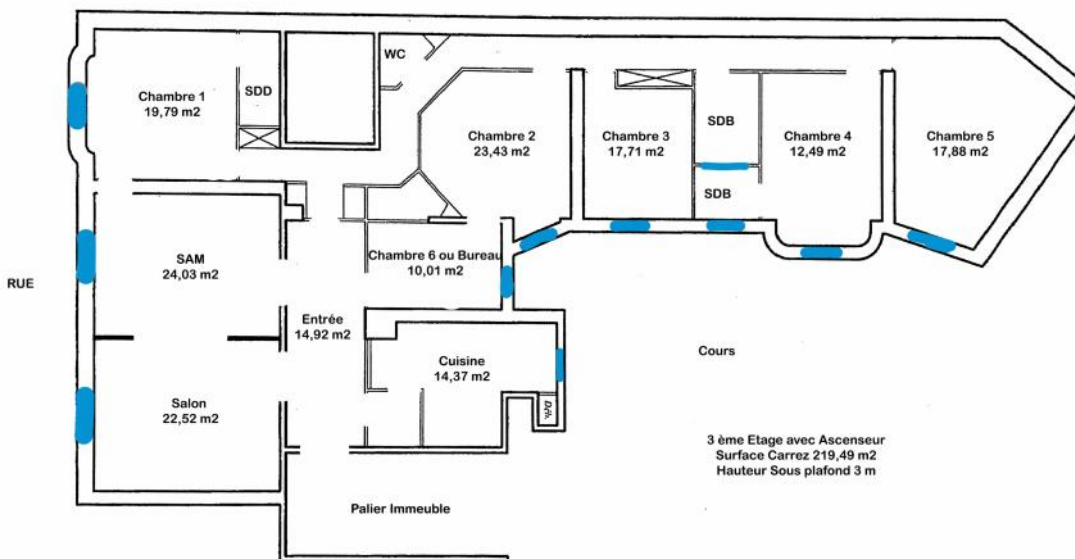 WC
Chambre 1
19,79 m2
SDD
Chambre 2
23,43 m2
Chambre 3
17,71 m2
SDB
SDB
Chambre 4
12,49 m2
Chambre 5
17,88 m2
RUE
SAM
24,03 m2
Chambre 6 ou Bureau
10,01 m2
Entrée
14,92 m2
Cuisine
14,37 m2
Cours
Salon
22,52 m2
3 ème Etage avec Ascenseur
Surface Carrez 219,49 m2
Hauteur Sous plafond 3 m
Palier Immeuble